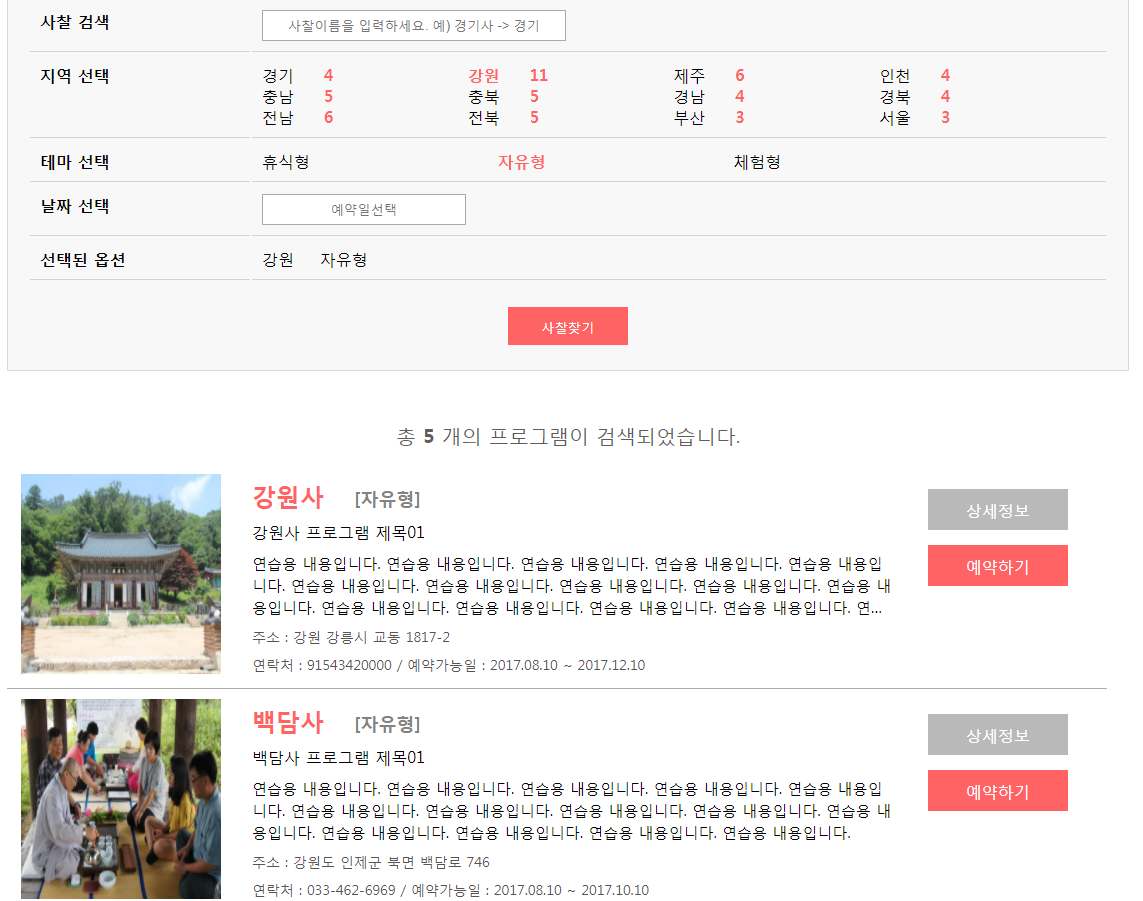 사찰 검색 사찰이름을 입력하세요. 예) 경기사 -> 경기
지역 선택 경기 4 강원 11 제주 6 인천 4
충남 5 충북 5 경남 4 경북 4
전남 6 전북 5 부산 3 서울 3
테마 선택 휴식형 자유형 체험형
날짜 선택 예약일선택
선택된 옵션 강원 자유형
사찰찾기
총 5 개의 프로그램이 검색되었습니다.
강원사 [자유형]
상세정보
강원사 프로그램 제목01
연습용 내용입니다. 연습용 내용입니다. 연습용 내용입니다. 연습용 내용입니다. 연습용 내용입
니다. 연습용 내용입니다. 연습용 내용입니다. 연습용 내용입니다. 연습용 내용입니다. 연습용 내
용입니다. 연습용 내용입니다. 연습용 내용입니다. 연습용 내용입니다. 연습용 내용입니다. 연...
예약하기
주소 : 강원 강릉시 교동 1817-2
연락처 : 91543420000 / 예약가능일 : 2017.08.10 ~ 2017.12.10
백담사 [자유형]
상세정보
백담사 프로그램 제목01
연습용 내용입니다. 연습용 내용입니다. 연습용 내용입니다. 연습용 내용입니다. 연습용 내용입
니다. 연습용 내용입니다. 연습용 내용입니다. 연습용 내용입니다. 연습용 내용입니다. 연습용 내
용입니다. 연습용 내용입니다. 연습용 내용입니다. 연습용 내용입니다. 연습용 내용입니다.
예약하기
주소 : 강원도 인제군 북면 백담로 746
연락처 : 033-462-6969 / 예약가능일 : 2017.08.10 ~ 2017.10.10